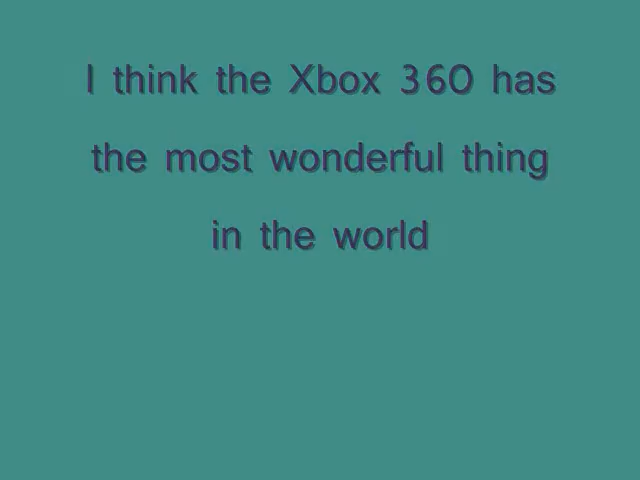 I think the Xbox 360 has
the most wonderful thing
in the world